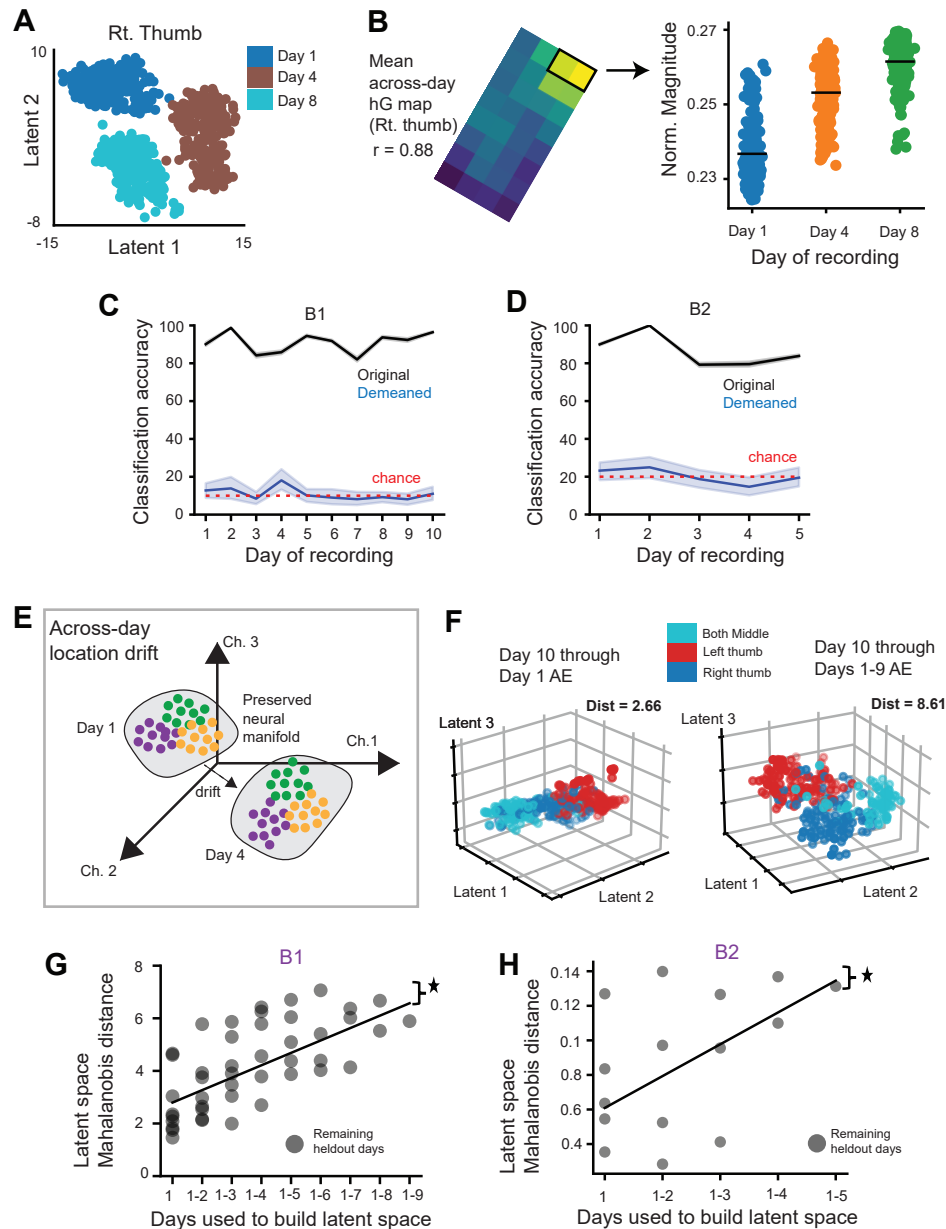 A
Rt. Thumb
10
Latent 2
-8
-15
15
Latent 1
Day 1
Day 4
Day 8
B
Mean
across-day
hG map
(Rt. thumb)
r = 0.88
Norm. Magnitude
0.27
0.25
0.23
Day 1
Day 4
Day 8
Day of recording
C
B1
Classification accuracy
100
80
60
40
20
0
Original
Demeaned
chance
1 2 3 4 5 6 7 8 9 10
Day of recording
D
B2
Classification accuracy
100
80
60
40
20
0
Original
Demeaned
chance
1 2 3 4 5
Day of recording
E
Across-day
location drift
Ch. 3
Preserved
neural
manifold
Day 1
Ch.1
drift
Ch. 2
Day 4
F
Both Middle
Left thumb
Right thumb
Day 10 through
Day 1 AE
Dist = 2.66
Latent 3
Latent 1
Latent 2
Day 10 through
Days 1-9 AE
Dist = 8.61
Latent 3
Latent 1
Latent 2
G
B1
Latent space
Mahalanobis distance
8
6
4
2
0
Remaining
heldout days
1 1-2 1-3 1-4 1-5 1-6 1-7 1-8 1-9
Days used to build latent space
H
B2
Latent space
Mahalanobis distance
0.14
0.12
0.1
0.8
0.6
0.4
Remaining
heldout days
1 1-2 1-3 1-4 1-5
Days used to build latent space